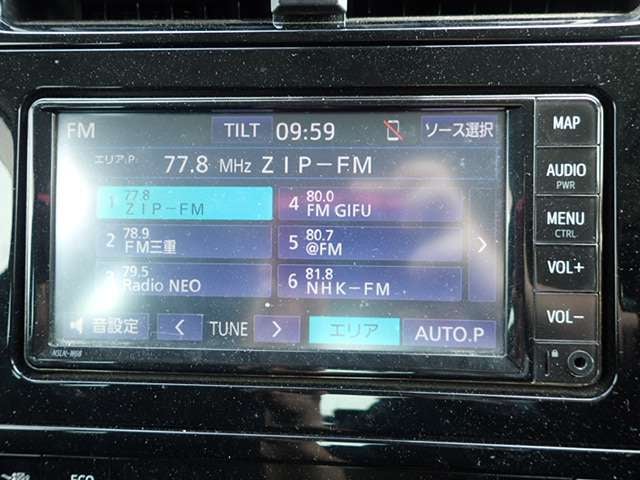 FM TILT 09:59 ソース選択
エリアP. 77.8 MHz ZIP-FM
1 77.8 ZIP-FM
2 78.9 FM三重
3 79.5 Radio NEO
4 80.0 FM GIFU
5 80.7 @FM
6 81.8 NHK-FM
>
音設定 < TUNE > エリア AUTO.P
MAP
AUDIO
PWR
MENU
CTRL
VOL+
VOL-
ECO